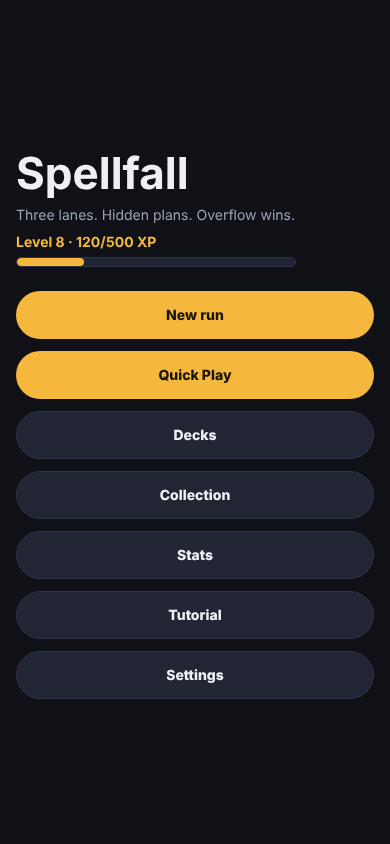 Spellfall
Three lanes. Hidden plans. Overflow wins.
Level 8 · 120/500 XP
New run
Quick Play
Decks
Collection
Stats
Tutorial
Settings